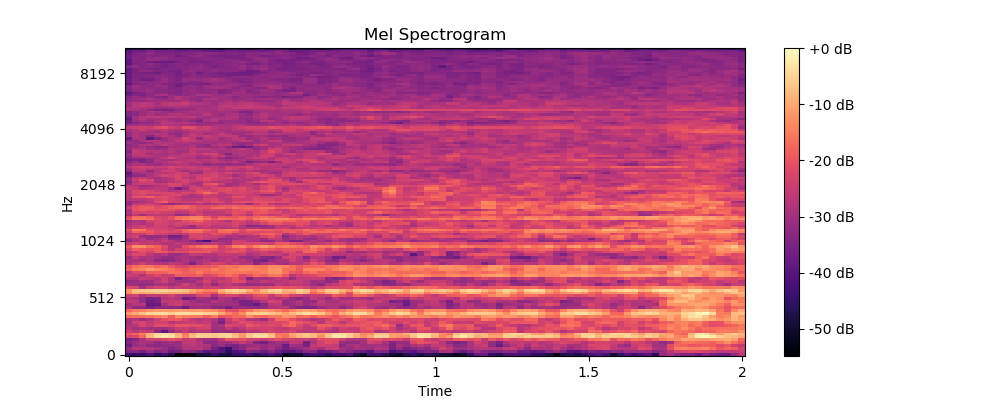 Mel Spectrogram
Hz
8192
4096
2048
1024
512
0
0
0.5
1
1.5
2
Time
+0 dB
-10 dB
-20 dB
-30 dB
-40 dB
-50 dB